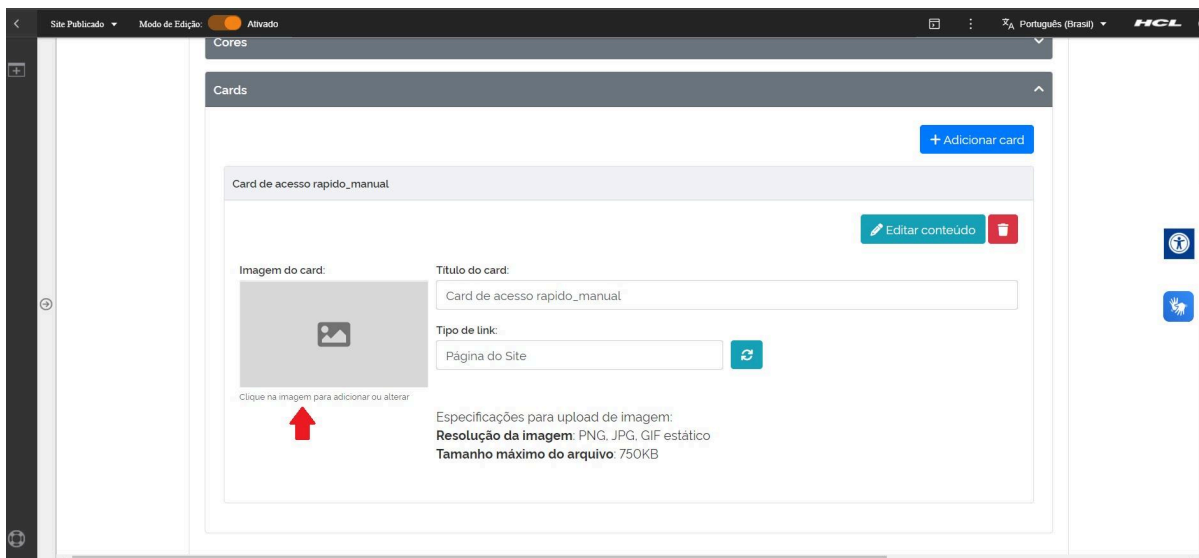 Site Publicado
Modo de Edição:
Ativado
Português (Brasil)
HCL
Cores
Cards
+ Adicionar card
Card de acesso rapido_manual
Editar conteúdo
Imagem do card:
Título do card:
Card de acesso rapido_manual
Tipo de link:
Página do Site
Clique na imagem para adicionar ou alterar
Especificações para upload de imagem:
Resolução da imagem: PNG, JPG, GIF estático
Tamanho máximo do arquivo: 750KB